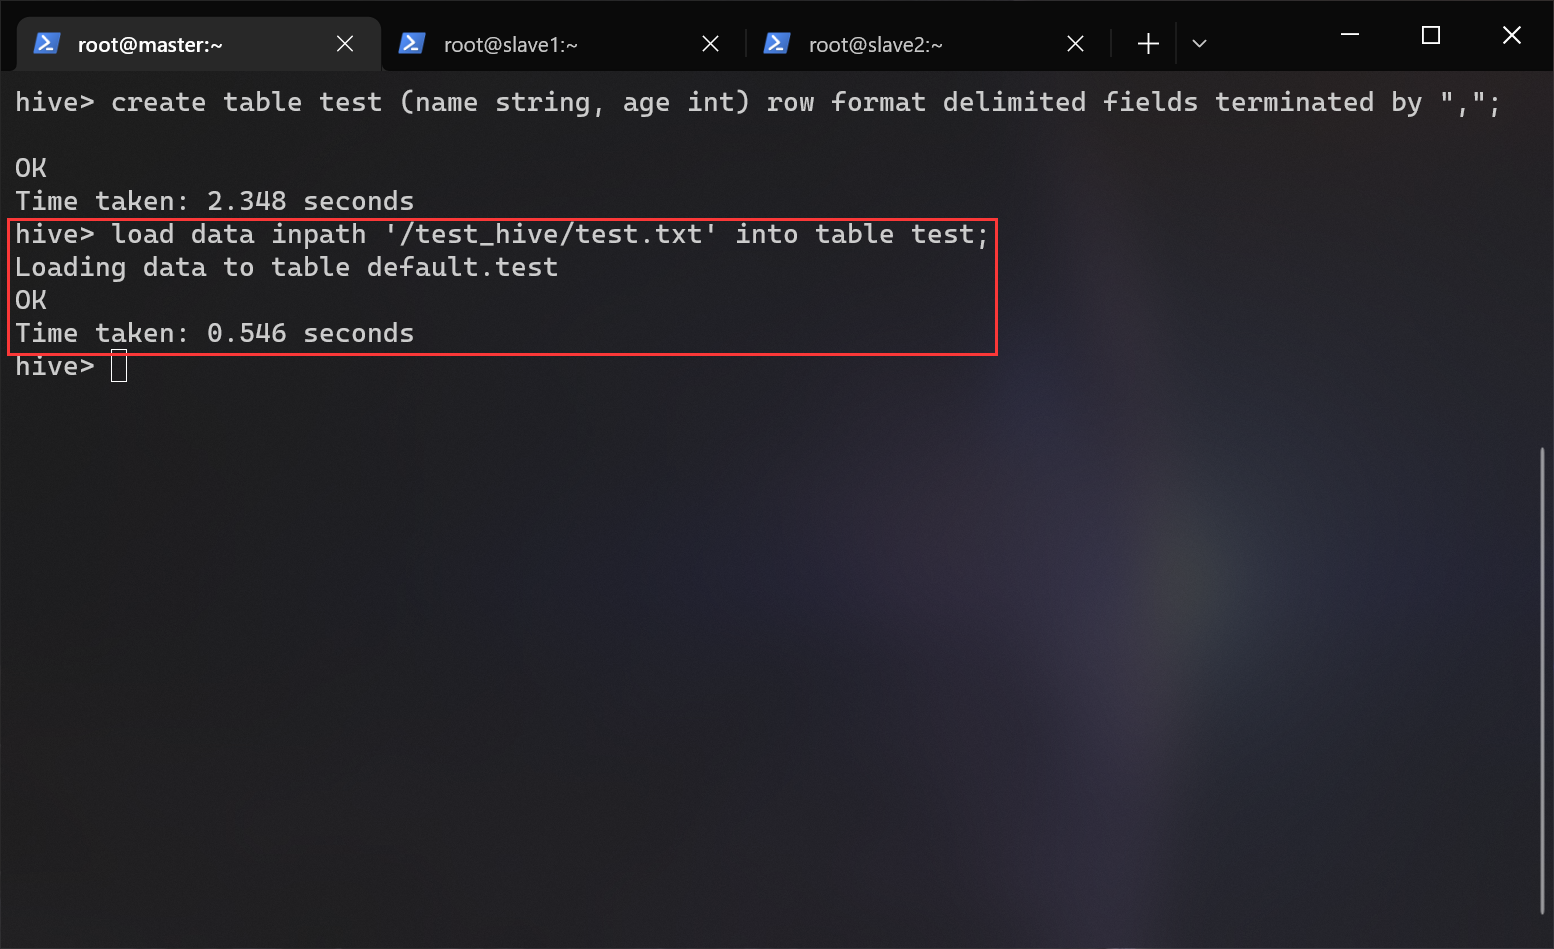 root@master:~
root@slave1:~
root@slave2:~
hive> create table test (name string, age int) row format delimited fields terminated by ",";
OK
Time taken: 2.348 seconds
hive> load data inpath '/test_hive/test.txt' into table test;
Loading data to table default.test
OK
Time taken: 0.546 seconds
hive>